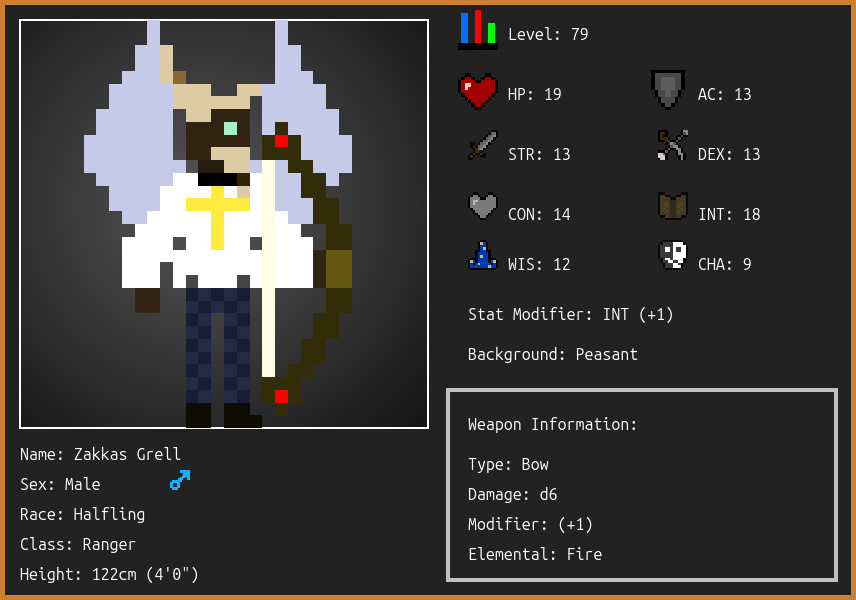 Level: 79
HP: 19
AC: 13
STR: 13
DEX: 13
CON: 14
INT: 18
WIS: 12
CHA: 9
Stat Modifier: INT (+1)
Background: Peasant
Weapon Information:
Type: Bow
Damage: d6
Modifier: (+1)
Elemental: Fire
Name: Zakkas Grell
Sex: Male
Race: Halfling
Class: Ranger
Height: 122cm (4'0")